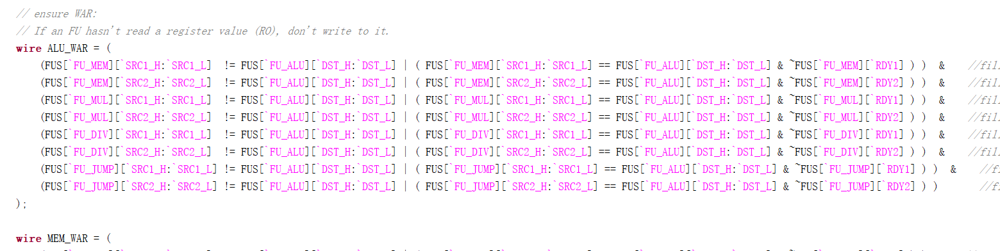 // ensure WAR:
// If an FU hasn't read a register value (RO), don't write to it.
wire ALU_WAR = (
    (FUS[`FU_MEM][`SRC1_H:`SRC1_L]  != FUS[`FU_ALU][`DST_H:`DST_L] | ( FUS[`FU_MEM][`SRC1_H:`SRC1_L] == FUS[`FU_ALU][`DST_H:`DST_L] & ~FUS[`FU_MEM][`RDY1] ) )  &    //fil
    (FUS[`FU_MEM][`SRC2_H:`SRC2_L]  != FUS[`FU_ALU][`DST_H:`DST_L] | ( FUS[`FU_MEM][`SRC2_H:`SRC2_L] == FUS[`FU_ALU][`DST_H:`DST_L] & ~FUS[`FU_MEM][`RDY2] ) )  &    //fil
    (FUS[`FU_MUL][`SRC1_H:`SRC1_L]  != FUS[`FU_ALU][`DST_H:`DST_L] | ( FUS[`FU_MUL][`SRC1_H:`SRC1_L] == FUS[`FU_ALU][`DST_H:`DST_L] & ~FUS[`FU_MUL][`RDY1] ) )  &    //fil
    (FUS[`FU_MUL][`SRC2_H:`SRC2_L]  != FUS[`FU_ALU][`DST_H:`DST_L] | ( FUS[`FU_MUL][`SRC2_H:`SRC2_L] == FUS[`FU_ALU][`DST_H:`DST_L] & ~FUS[`FU_MUL][`RDY2] ) )  &    //fil
    (FUS[`FU_DIV][`SRC1_H:`SRC1_L]  != FUS[`FU_ALU][`DST_H:`DST_L] | ( FUS[`FU_DIV][`SRC1_H:`SRC1_L] == FUS[`FU_ALU][`DST_H:`DST_L] & ~FUS[`FU_DIV][`RDY1] ) )  &    //fil
    (FUS[`FU_DIV][`SRC2_H:`SRC2_L]  != FUS[`FU_ALU][`DST_H:`DST_L] | ( FUS[`FU_DIV][`SRC2_H:`SRC2_L] == FUS[`FU_ALU][`DST_H:`DST_L] & ~FUS[`FU_DIV][`RDY2] ) )  &    //fil
    (FUS[`FU_JUMP][`SRC1_H:`SRC1_L] != FUS[`FU_ALU][`DST_H:`DST_L] | ( FUS[`FU_JUMP][`SRC1_H:`SRC1_L] == FUS[`FU_ALU][`DST_H:`DST_L] & ~FUS[`FU_JUMP][`RDY1] ) )  &    //fi
    (FUS[`FU_JUMP][`SRC2_H:`SRC2_L] != FUS[`FU_ALU][`DST_H:`DST_L] | ( FUS[`FU_JUMP][`SRC2_H:`SRC2_L] == FUS[`FU_ALU][`DST_H:`DST_L] & ~FUS[`FU_JUMP][`RDY2] ) )       //fi
);
wire MEM_WAR = (